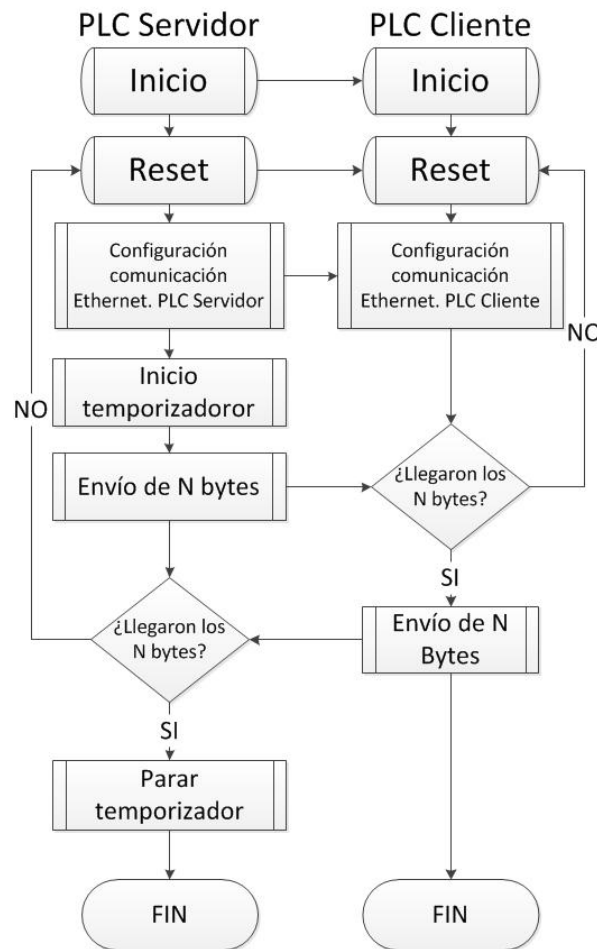 PLC Servidor
PLC Cliente
Inicio
Inicio
Reset
Reset
Configuración
comunicación
Ethernet. PLC Servidor
Configuración
comunicación
Ethernet. PLC Cliente
NO
Inicio
temporizadoror
NO
Envío de N bytes
¿Llegaron los
N bytes?
SI
¿Llegaron los
N bytes?
Envío de N
Bytes
SI
Parar
temporizador
FIN
FIN